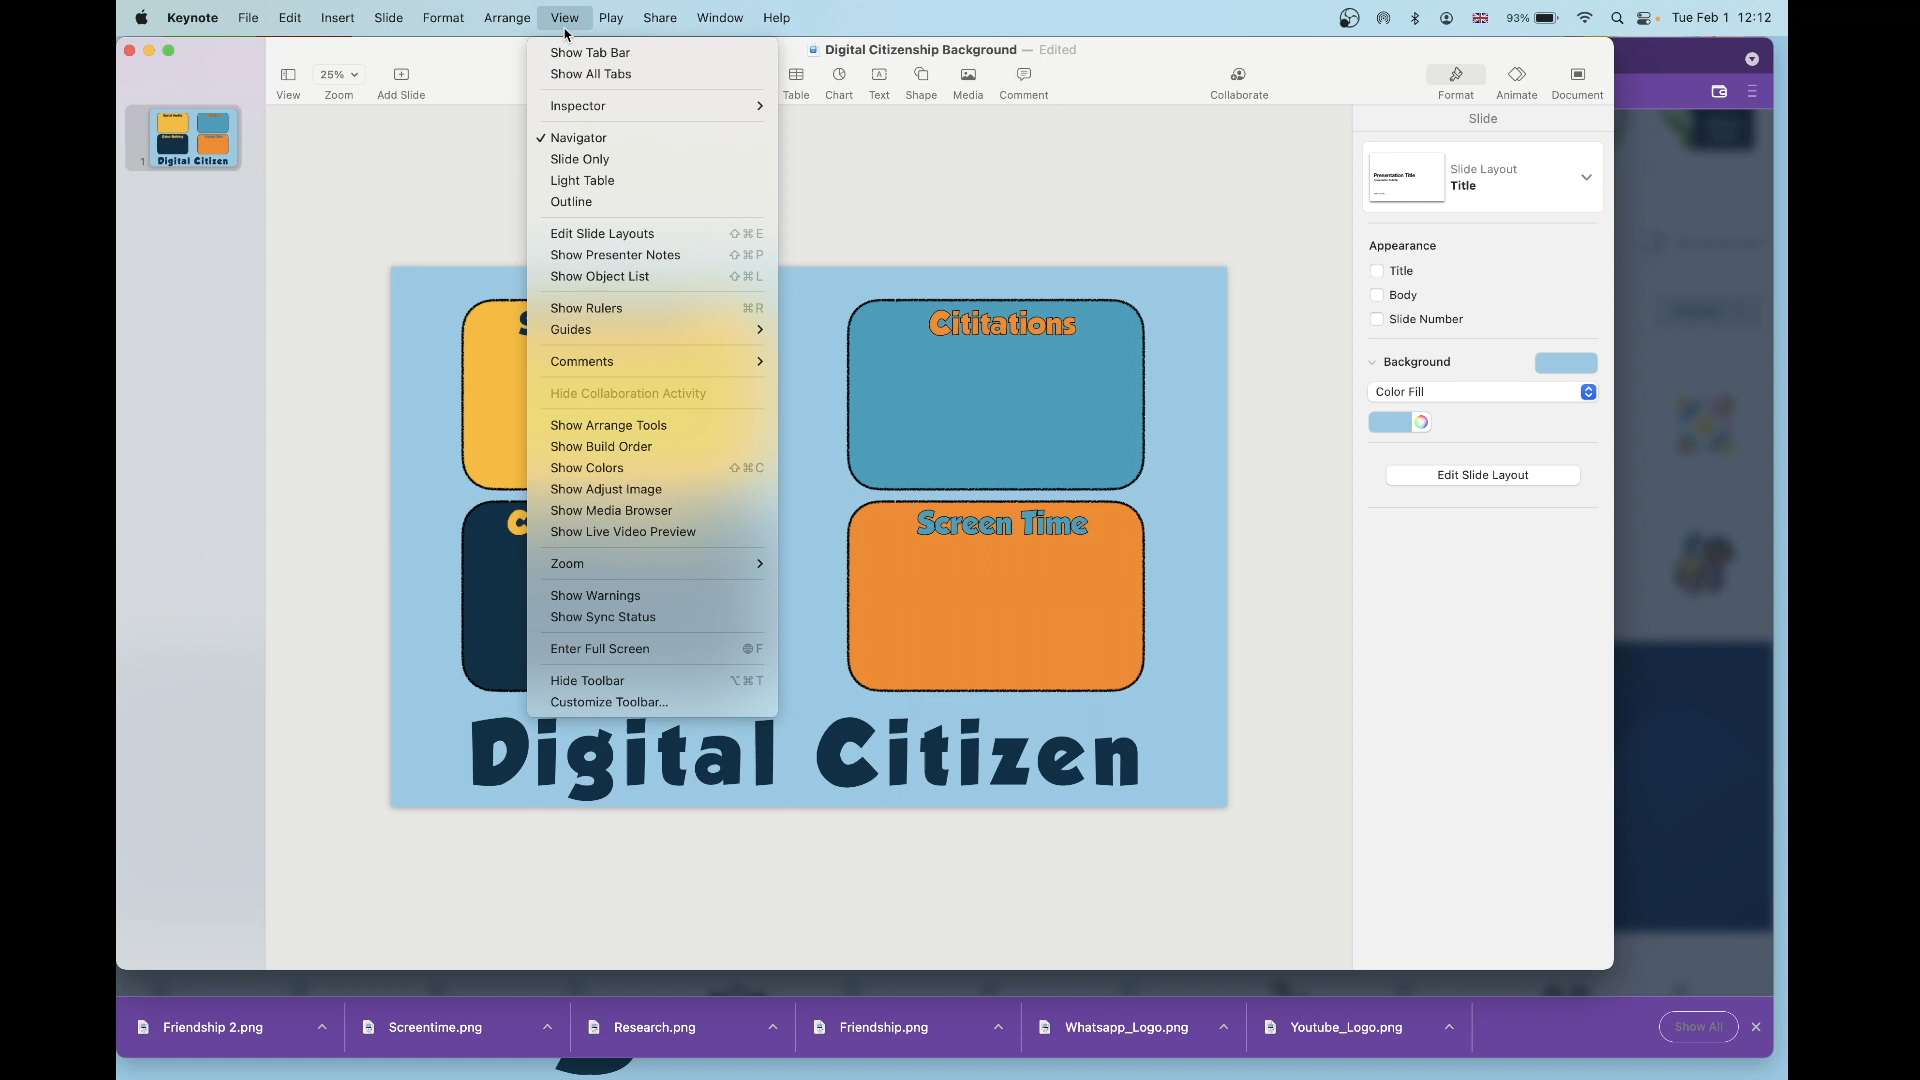 Keynote File Edit Insert Slide Format Arrange View Play Share Window Help 93% Tue Feb 1 12:12
Digital Citizenship Background — Edited
25%
View Zoom Add Slide Table Chart Text Shape Media Comment Collaborate Format Animate Document
Show Tab Bar
Show All Tabs
Inspector
✓ Navigator
Slide Only
Light Table
Outline
Edit Slide Layouts ⇧⌘E
Show Presenter Notes ⇧⌘P
Show Object List ⇧⌘L
Show Rulers ⌘R
Guides
Comments
Hide Collaboration Activity
Show Arrange Tools
Show Build Order
Show Colors ⇧⌘C
Show Adjust Image
Show Media Browser
Show Live Video Preview
Zoom
Show Warnings
Show Sync Status
Enter Full Screen F
Hide Toolbar ⌥⌘T
Customize Toolbar...
1
Digital Citizen
S
Cititations
C
Screen Time
Digital Citizen
Slide
Presentation Title
Slide Layout
Title
Appearance
Title
Body
Slide Number
Background
Color Fill
Edit Slide Layout
Friendship 2.png
Screentime.png
Research.png
Friendship.png
Whatsapp_Logo.png
Youtube_Logo.png
Show All